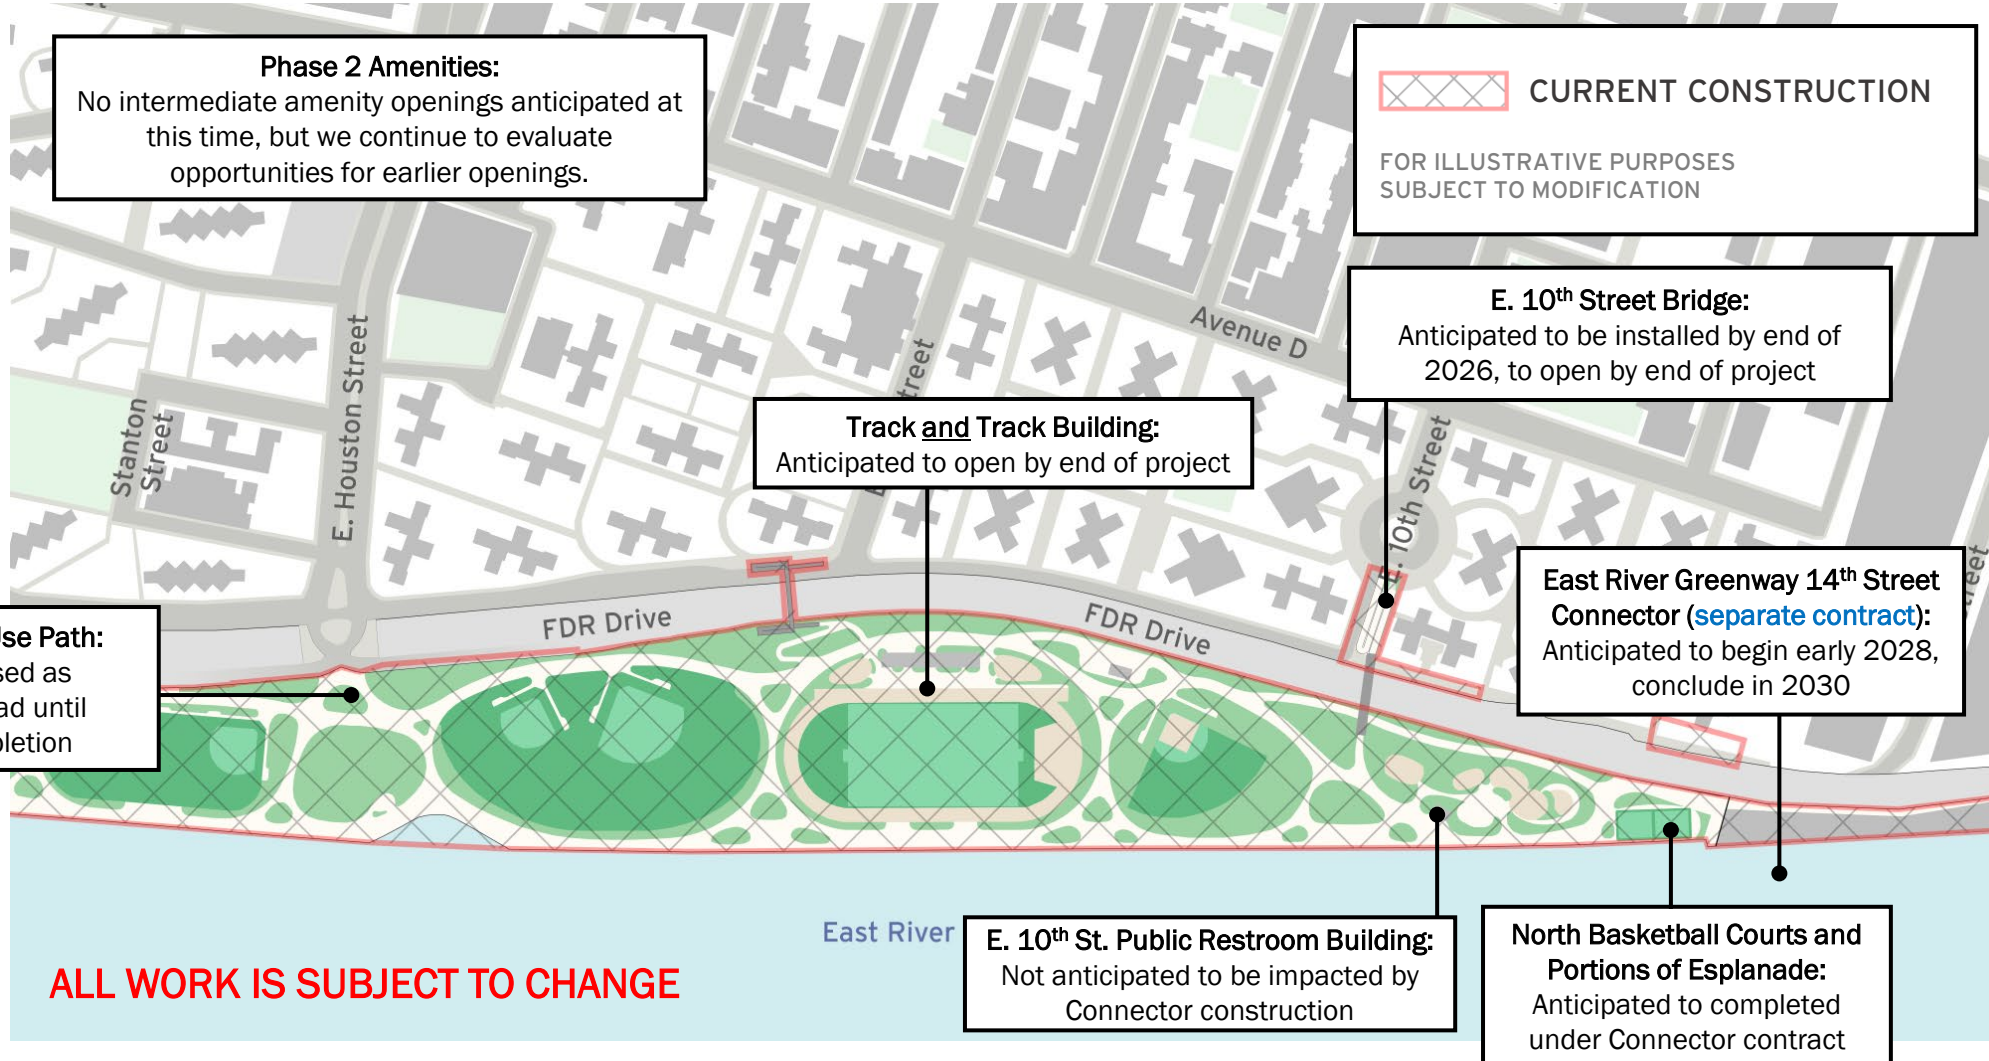 Phase 2 Amenities:
No intermediate amenity openings anticipated at
this time, but we continue to evaluate
opportunities for earlier openings.
CURRENT CONSTRUCTION
FOR ILLUSTRATIVE PURPOSES
SUBJECT TO MODIFICATION
E. 10th Street Bridge:
Anticipated to be installed by end of
2026, to open by end of project
Avenue D
Track and Track Building:
Anticipated to open by end of project
Stanton
Street
E. Houston Street
E. 10th Street
East River Greenway 14th Street
Connector (separate contract):
Anticipated to begin early 2028,
conclude in 2030
FDR Drive
FDR Drive
Use Path:
until
East River
E. 10th St. Public Restroom Building:
Not anticipated to be impacted by
Connector construction
North Basketball Courts and
Portions of Esplanade:
Anticipated to completed
under Connector contract
ALL WORK IS SUBJECT TO CHANGE